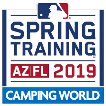 SPRING
TRAINING
AZ FL 2019
CAMPING WORLD